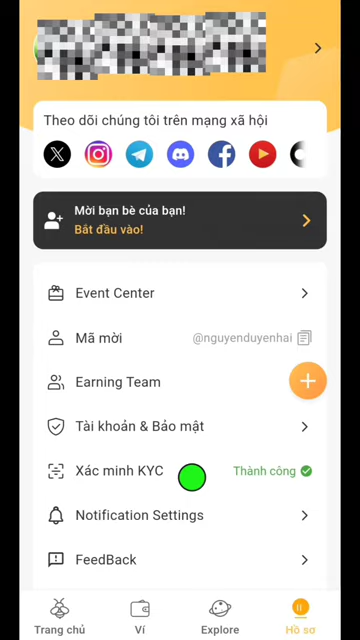 Theo dõi chúng tôi trên mạng xã hội
Mời bạn bè của bạn!
Bắt đầu vào!
Event Center
Mã mời @nguyenduyenhai
Earning Team
Tài khoản & Bảo mật
Xác minh KYC Thành công
Notification Settings
FeedBack
Trang chủ Ví Explore Hồ sơ